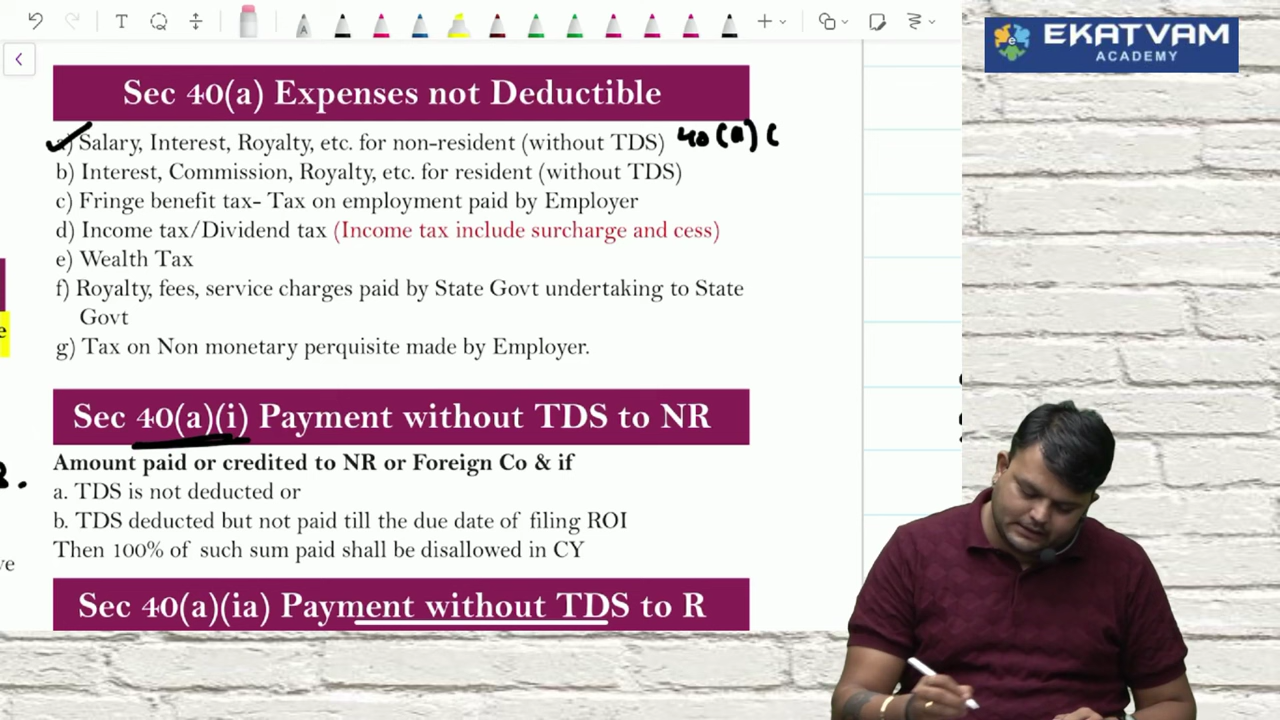 EKATVAM
ACADEMY
Sec 40(a) Expenses not Deductible
a) Salary, Interest, Royalty, etc. for non-resident (without TDS) 40(a)(
b) Interest, Commission, Royalty, etc. for resident (without TDS)
c) Fringe benefit tax- Tax on employment paid by Employer
d) Income tax/Dividend tax (Income tax include surcharge and cess)
e) Wealth Tax
f) Royalty, fees, service charges paid by State Govt undertaking to State
Govt
g) Tax on Non monetary perquisite made by Employer.
Sec 40(a)(i) Payment without TDS to NR
Amount paid or credited to NR or Foreign Co & if
a. TDS is not deducted or
b. TDS deducted but not paid till the due date of filing ROI
Then 100% of such sum paid shall be disallowed in CY
Sec 40(a)(ia) Payment without TDS to R